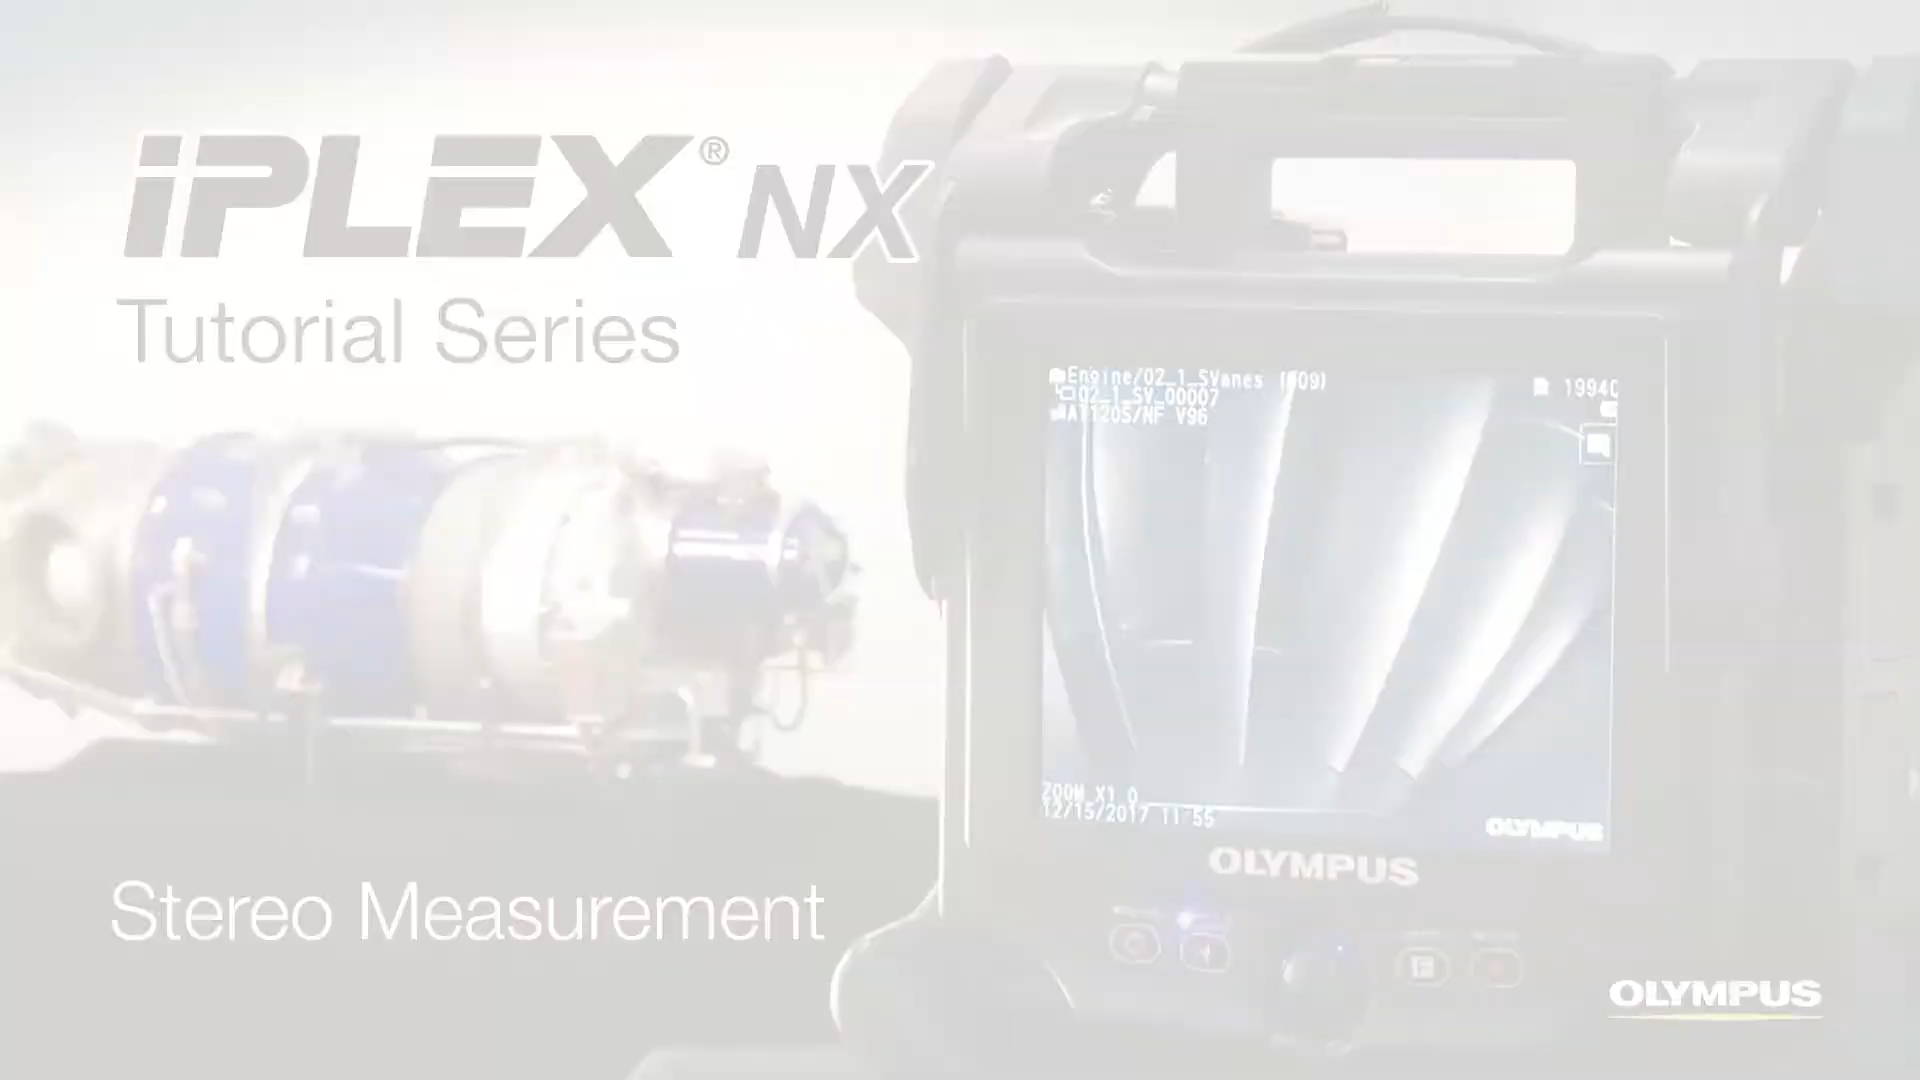 iPLEX® NX
Tutorial Series
Engine/02_1_SVanes
02_1_SV_00007
AT120S/NF V96
1994
ZOOM X1.0
12/15/2017 11:55
OLYMPUS
OLYMPUS
Stereo Measurement
OLYMPUS